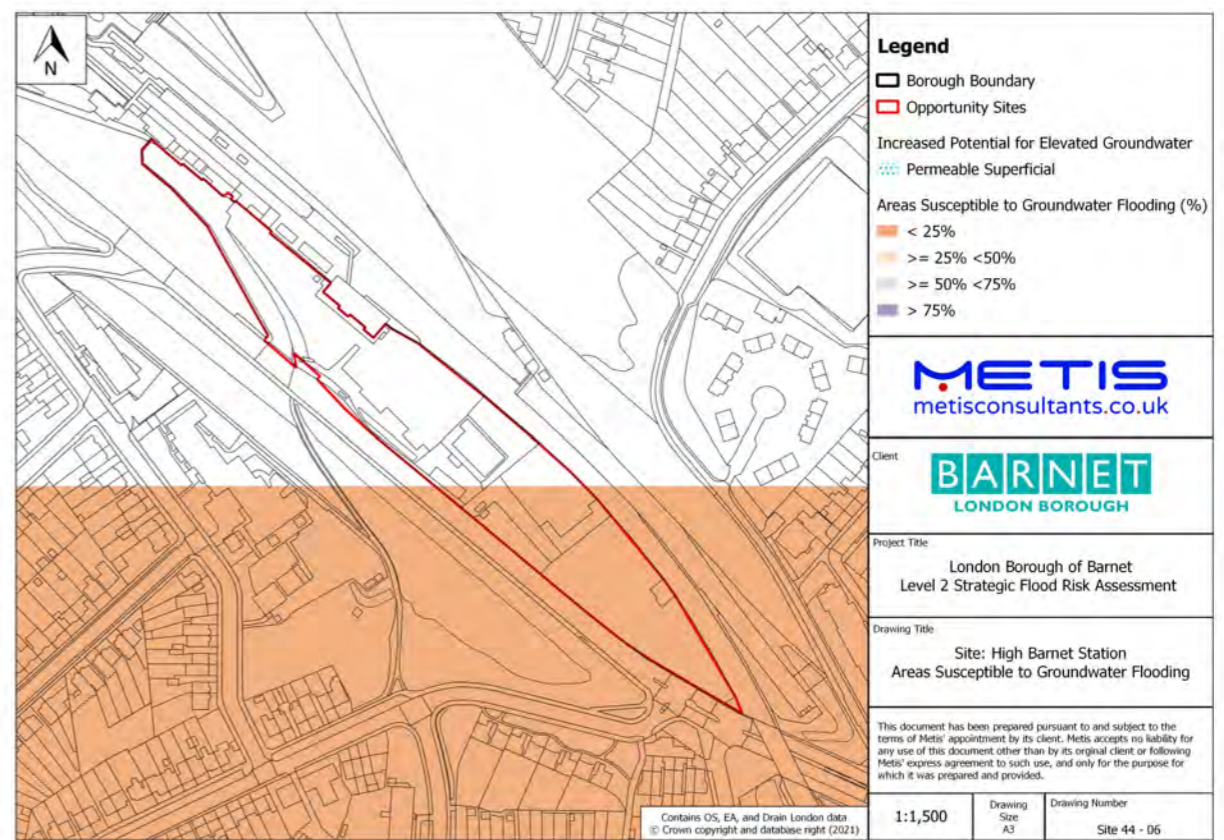 N
Contains OS, EA, and Drain London data
© Crown copyright and database right (2021)
Legend
Borough Boundary
Opportunity Sites
Increased Potential for Elevated Groundwater
Permeable Superficial
Areas Susceptible to Groundwater Flooding (%)
< 25%
>= 25% <50%
>= 50% <75%
> 75%
METIS
metisconsultants.co.uk
Client
BARNET
LONDON BOROUGH
Project Title
London Borough of Barnet
Level 2 Strategic Flood Risk Assessment
Drawing Title
Site: High Barnet Station
Areas Susceptible to Groundwater Flooding
This document has been prepared pursuant to and subject to the
terms of Metis' appointment by its client. Metis accepts no liability for
any use of this document other than by its orginal client or following
Metis' express agreement to such use, and only for the purpose for
which it was prepared and provided.
1:1,500
Drawing
Size
A3
Drawing Number
Site 44 - 06